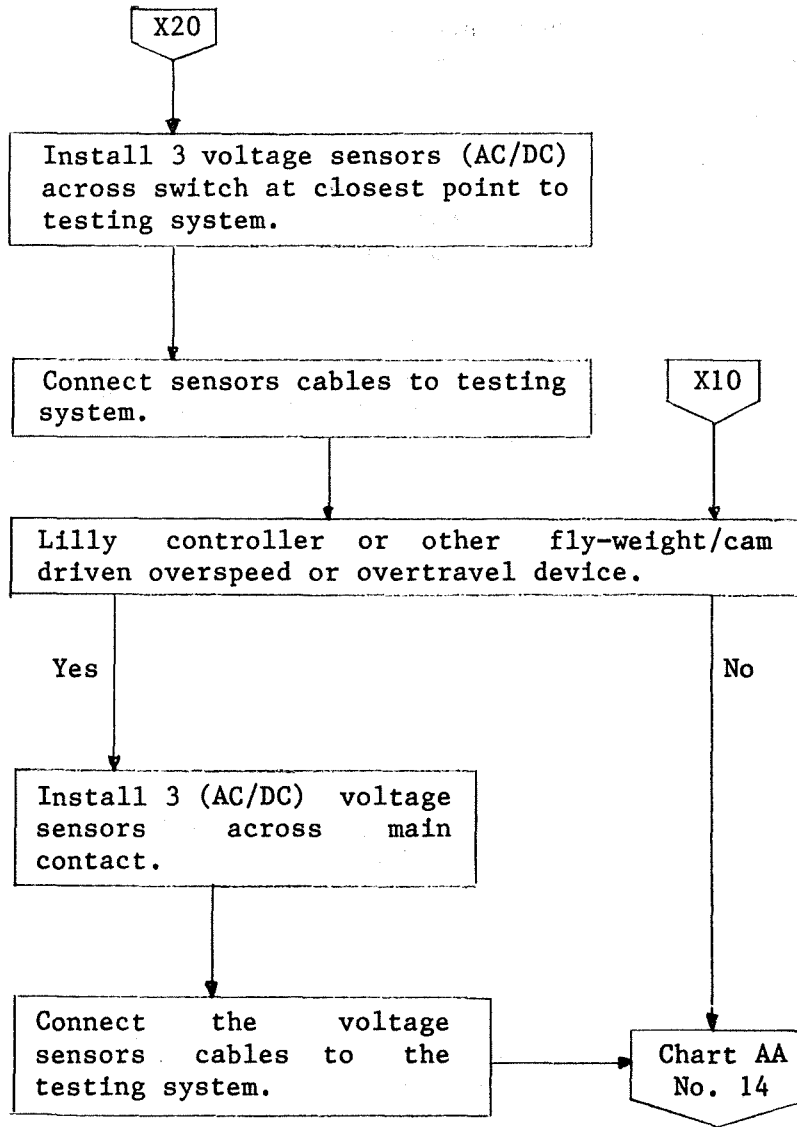 X20
Install 3 voltage sensors (AC/DC)
across switch at closest point to
testing system.
Connect sensors cables to testing
system.
X10
Lilly controller or other fly-weight/cam
driven overspeed or overtravel device.
Yes
No
Install 3 (AC/DC) voltage
sensors across main
contact.
Connect the voltage
sensors cables to the
testing system.
Chart AA
No. 14